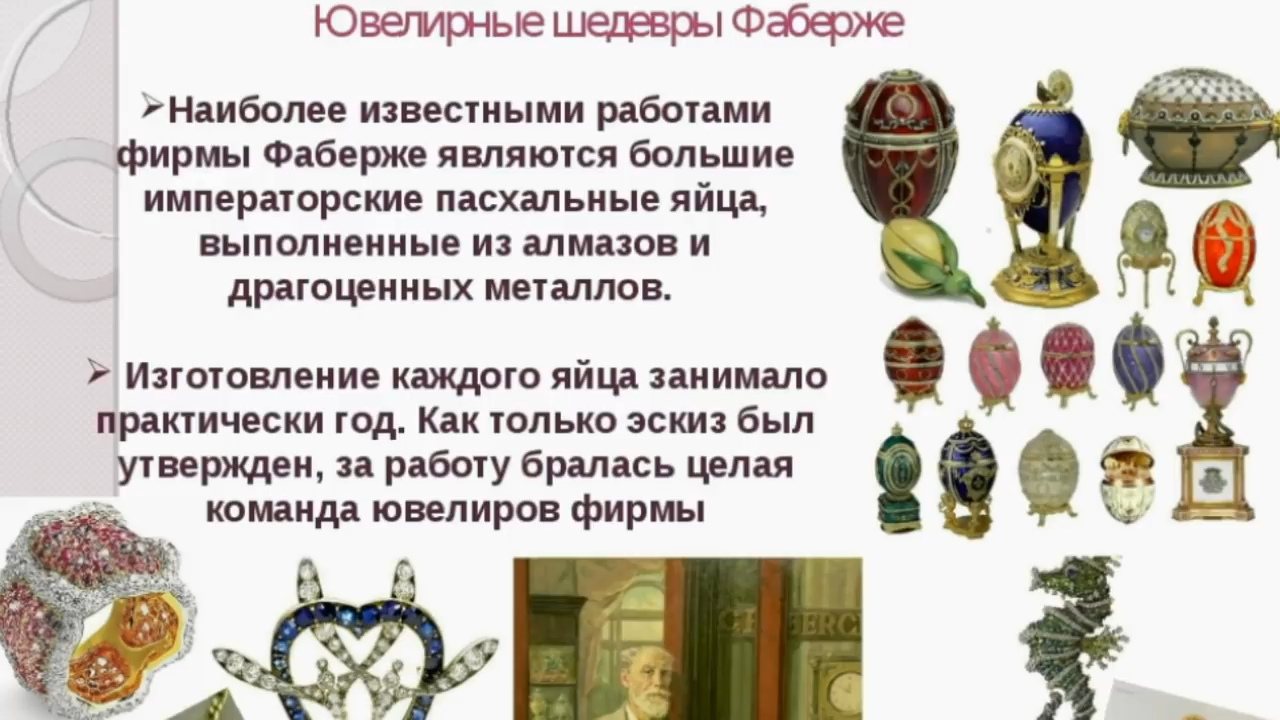 Ювелирные шедевры Фаберже
➢Наиболее известными работами
фирмы Фаберже являются большие
императорские пасхальные яйца,
выполненные из алмазов и
драгоценных металлов.
➢ Изготовление каждого яйца занимало
практически год. Как только эскиз был
утвержден, за работу бралась целая
команда ювелиров фирмы